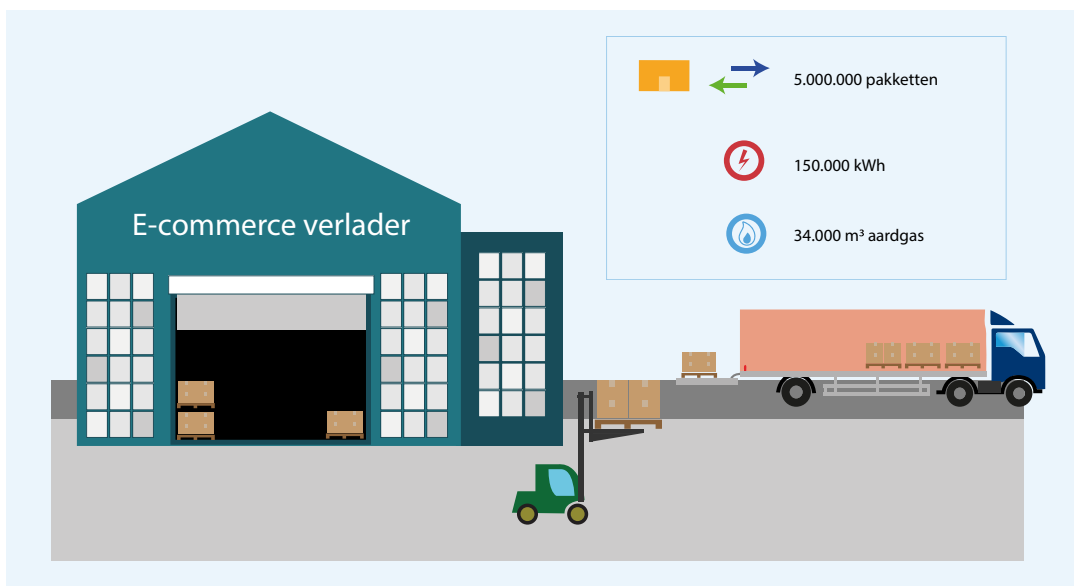 E-commerce verlader
5.000.000 pakketten
150.000 kWh
34.000 m³ aardgas